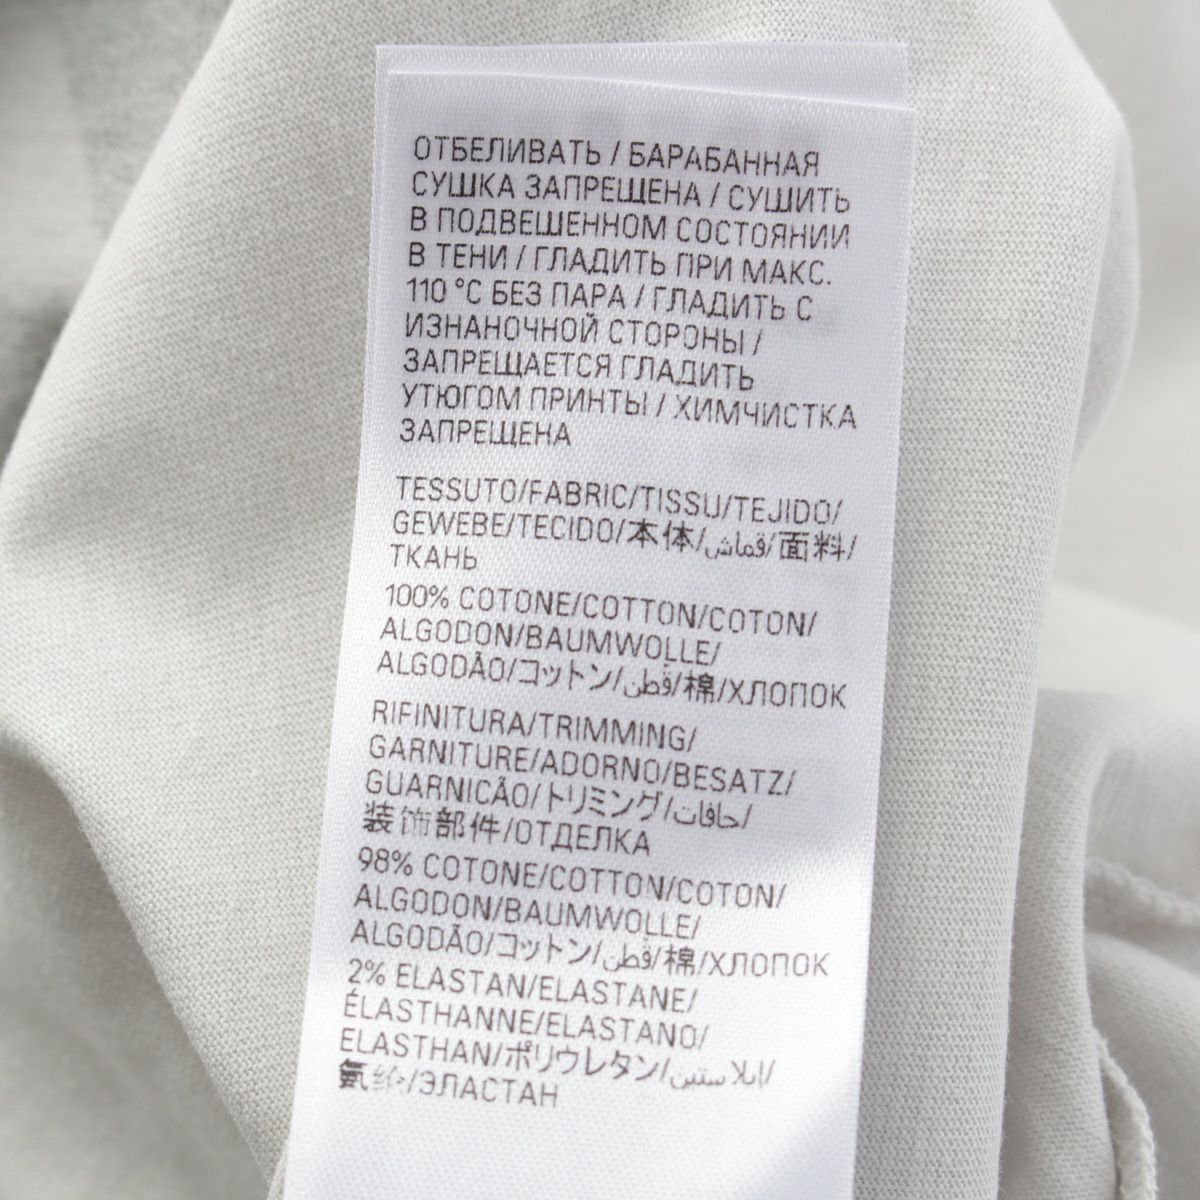 ОТБЕЛИВАТЬ / БАРАБАННАЯ
СУШКА ЗАПРЕЩЕНА / СУШИТЬ
В ПОДВЕШЕННОМ СОСТОЯНИИ
В ТЕНИ / ГЛАДИТЬ ПРИ МАКС.
110 °C БЕЗ ПАРА / ГЛАДИТЬ С
ИЗНАНОЧНОЙ СТОРОНЫ /
ЗАПРЕЩАЕТСЯ ГЛАДИТЬ
УТЮГОМ ПРИНТЫ / ХИМЧИСТКА
ЗАПРЕЩЕНА
TESSUTO/FABRIC/TISSU/TEJIDO/
GEWEBE/TECIDO/本体/قماش/面料/
ТКАНЬ
100% COTONE/COTTON/COTON/
ALGODON/BAUMWOLLE/
ALGODÃO/コットン/قطن/棉/ХЛОПОК
RIFINITURA/TRIMMING/
GARNITURE/ADORNO/BESATZ/
GUARNICÃO/トリミング/حافات/
装饰部件/ОТДЕЛКА
98% COTONE/COTTON/COTON/
ALGODON/BAUMWOLLE/
ALGODÃO/コットン/قطن/棉/ХЛОПОК
2% ELASTAN/ELASTANE/
ÉLASTHANNE/ELASTANO/
ELASTHAN/ポリウレタン/إيلاستين/
氨纶/ЭЛАСТАН